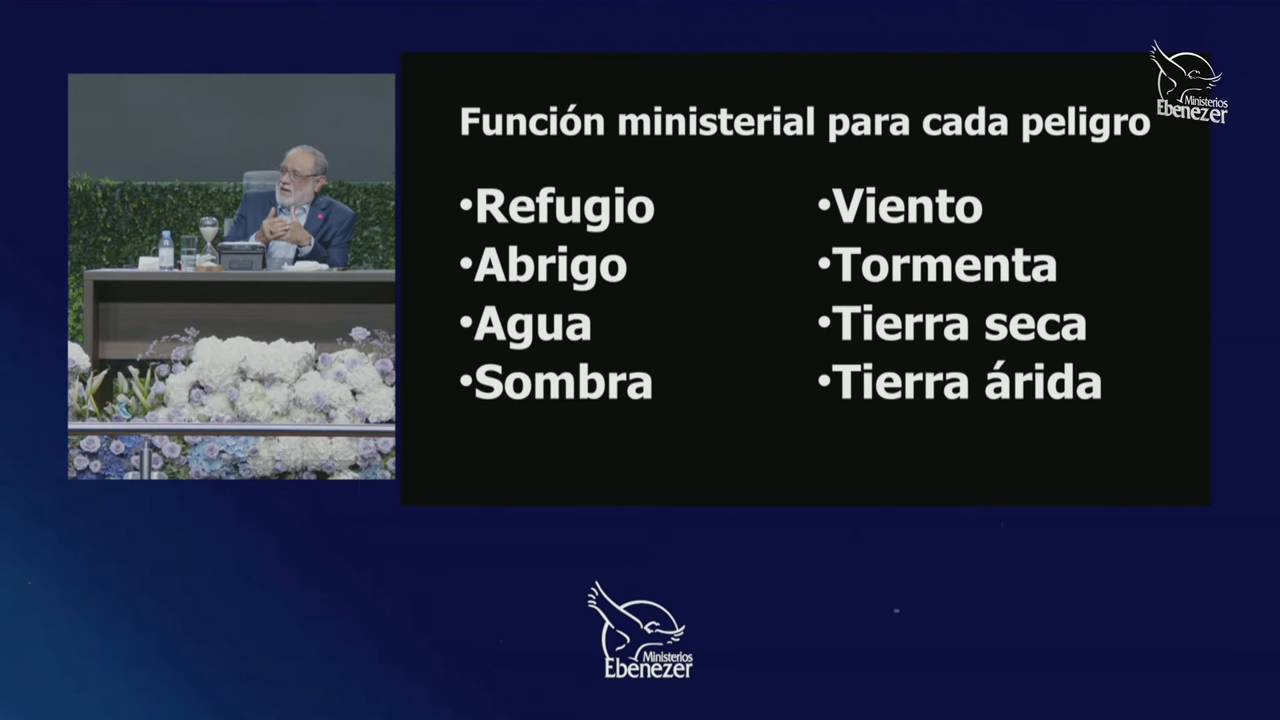 Función ministerial para cada peligro
•Refugio
•Abrigo
•Agua
•Sombra
•Viento
•Tormenta
•Tierra seca
•Tierra árida
Ministerios
Ebenezer
Ministerios
Ebenezer